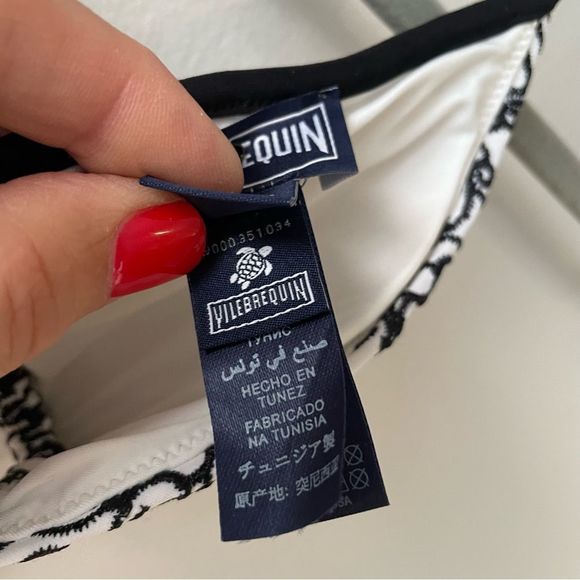 EQUIN
000351034
VILEBREQUIN
ТУНИС
صنع في تونس
HECHO EN
TUNEZ
FABRICADO
NA TUNISIA
チュニジア製
原产地: 突尼西亚